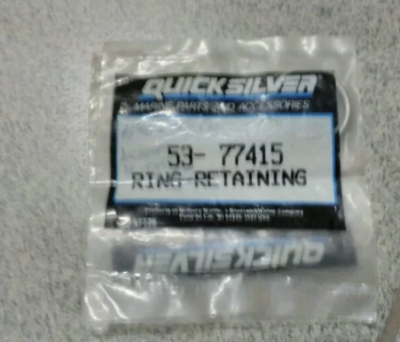 QUICKSILVER
MARINE PARTS AND ACCESSORIES
53- 77415
RING-RETAINING
QUICKSILVER